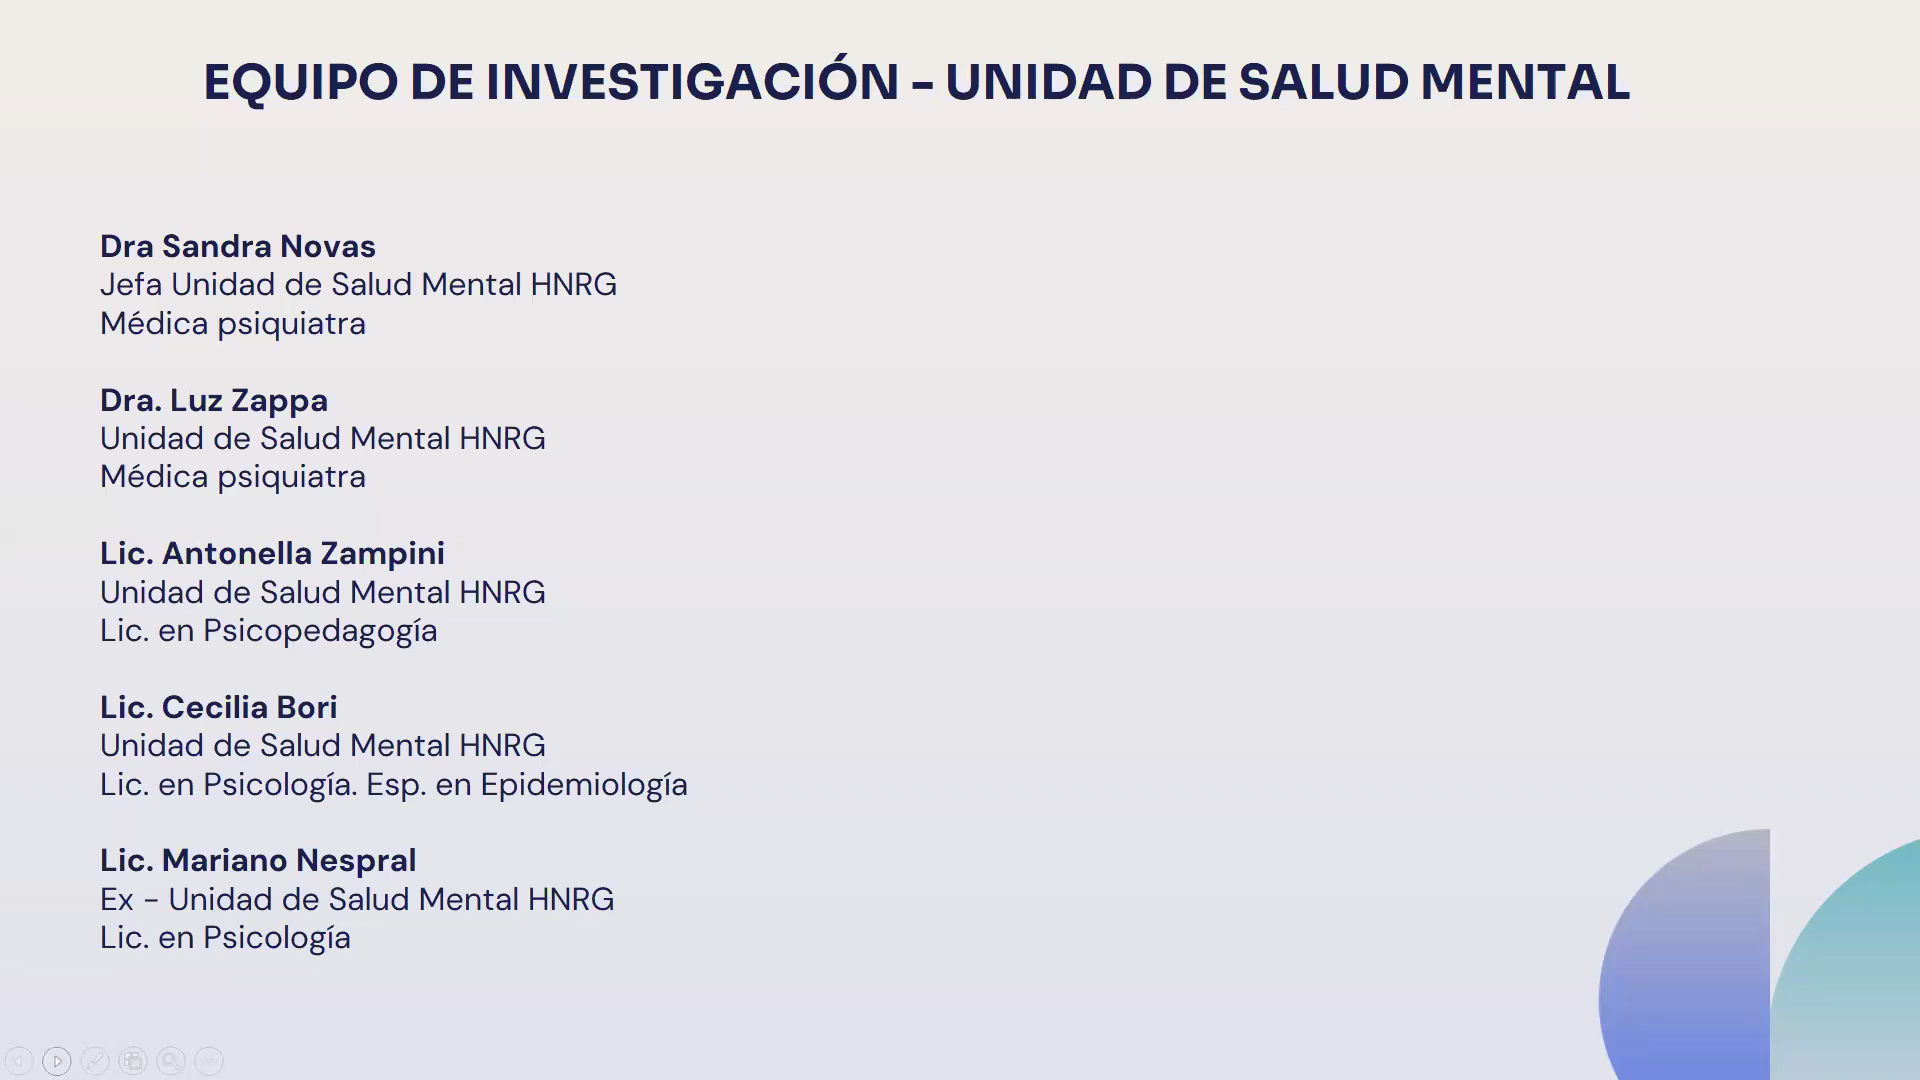 EQUIPO DE INVESTIGACIÓN – UNIDAD DE SALUD MENTAL
Dra Sandra Novas
Jefa Unidad de Salud Mental HNRG
Médica psiquiatra
Dra. Luz Zappa
Unidad de Salud Mental HNRG
Médica psiquiatra
Lic. Antonella Zampini
Unidad de Salud Mental HNRG
Lic. en Psicopedagogía
Lic. Cecilia Bori
Unidad de Salud Mental HNRG
Lic. en Psicología. Esp. en Epidemiología
Lic. Mariano Nespral
Ex – Unidad de Salud Mental HNRG
Lic. en Psicología